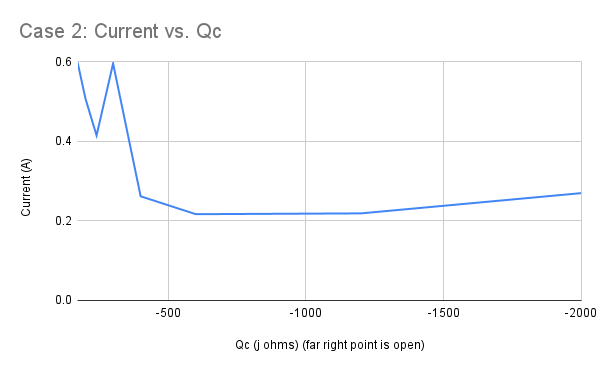 Case 2: Current vs. Qc
0.6
0.4
Current (A)
0.2
0.0
-500
-1000
-1500
-2000
Qc (j ohms) (far right point is open)